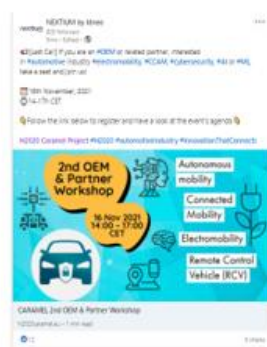 NEXTIUM by Idneo
[Last Call] If you are an #OEM or related partner, interested
in #automotive industry #electromobility, #CCAM, #cybersecurity, #AI or #ML,
take a seat and join us!
16th November, 2021
14-17h CET
Follow the link below to register and have a look at the event's agenda
#H2020 Caramel Project #H2020 #automotiveindustry #InnovationThatConnects
2nd OEM
& Partner
Workshop
16 Nov 2021
14:00 - 17:00
CET
Autonomous
mobility
Connected
Mobility
Electromobility
Remote Control
Vehicle (RCV)
CARAMEL 2nd OEM & Partner Workshop
1 min read
12